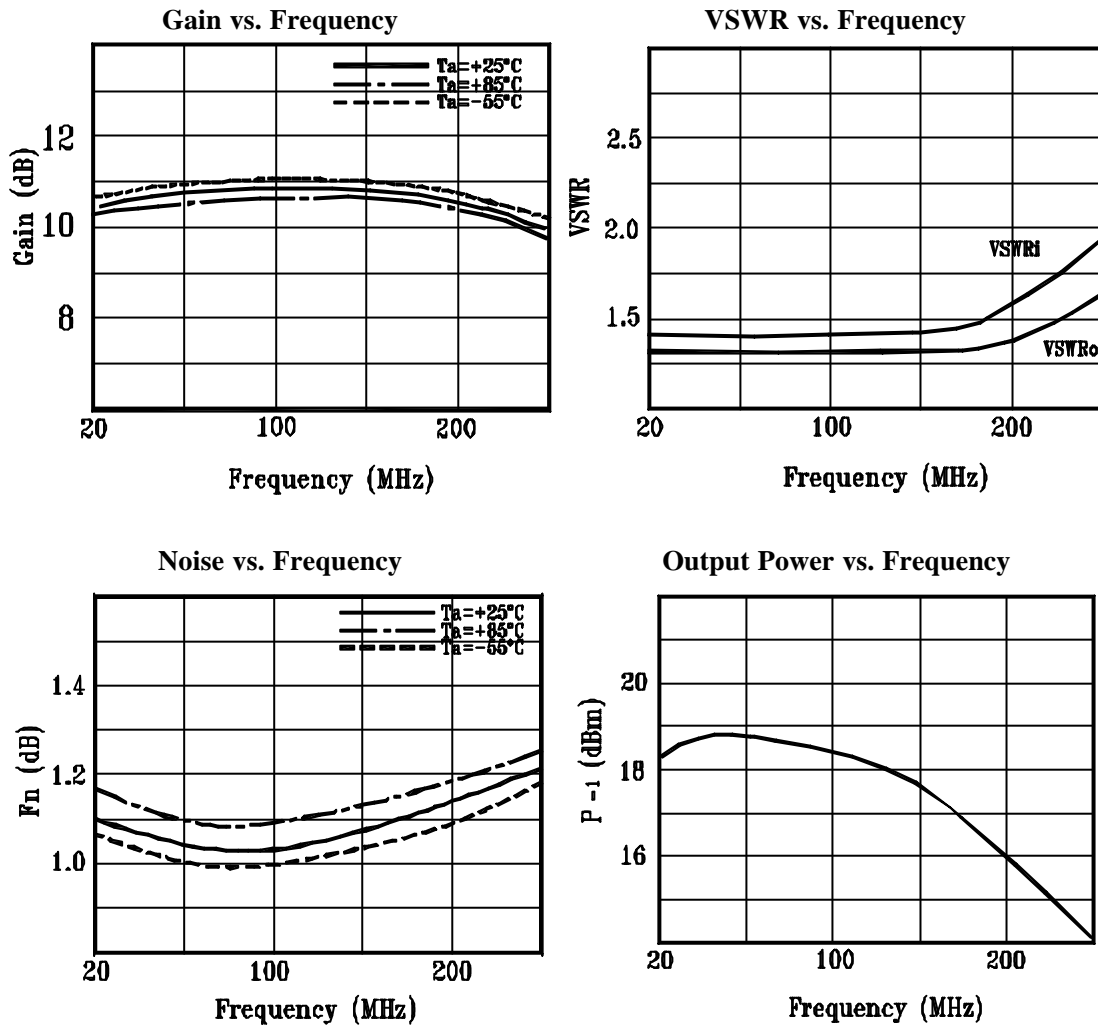 Gain vs. Frequency
Ta=+25°C
Ta=+85°C
Ta=-55°C
12
10
8
Gain (dB)
20
100
200
Frequency (MHz)
VSWR vs. Frequency
2.5
2.0
1.5
VSWR
VSWRi
VSWRo
20
100
200
Frequency (MHz)
Noise vs. Frequency
Ta=+25°C
Ta=+85°C
Ta=-55°C
1.4
1.2
1.0
Fn (dB)
20
100
200
Frequency (MHz)
Output Power vs. Frequency
20
18
16
P -1 (dBm)
20
100
200
Frequency (MHz)